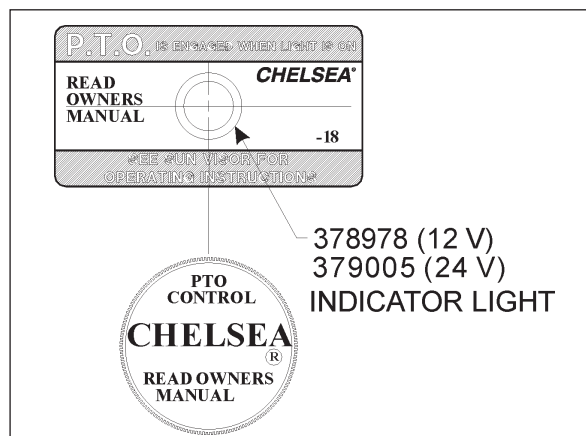 P.T.O. IS ENGAGED WHEN LIGHT IS ON
READ
OWNERS
MANUAL
CHELSEA®
-18
SEE SUN VISOR FOR
OPERATING INSTRUCTIONS
378978 (12 V)
379005 (24 V)
INDICATOR LIGHT
PTO
CONTROL
CHELSEA
®
READ OWNERS
MANUAL